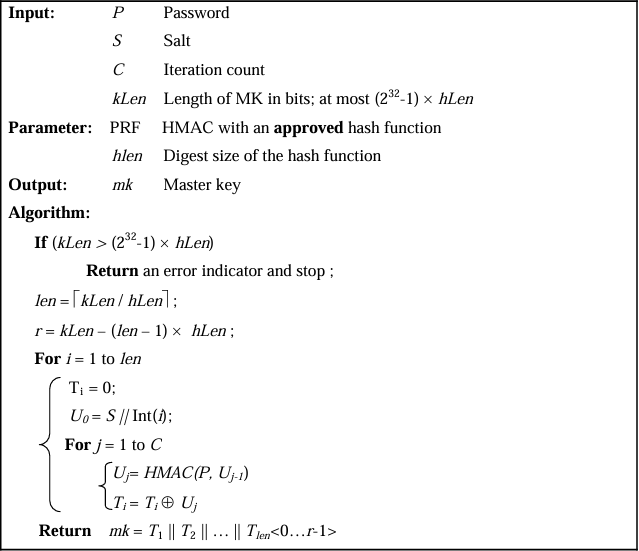 Input: P Password
S Salt
C Iteration count
kLen Length of MK in bits; at most (2^32-1) × hLen
Parameter: PRF HMAC with an approved hash function
hlen Digest size of the hash function
Output: mk Master key
Algorithm:
If (kLen > (2^32-1) × hLen)
Return an error indicator and stop ;
len = ⌈kLen / hLen⌉ ;
r = kLen – (len – 1) × hLen ;
For i = 1 to len
T_i = 0;
U_0 = S // Int(i);
For j = 1 to C
U_j= HMAC(P, U_j-1)
T_i = T_i ⊕ U_j
Return mk = T_1 || T_2 || … || T_len<0…r-1>